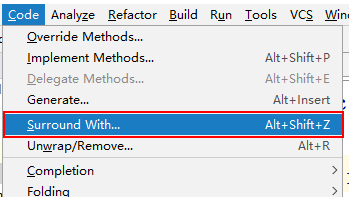 Code Analyze Refactor Build Run Tools VCS
Override Methods...
Implement Methods... Alt+Shift+P
Delegate Methods... Alt+Shift+E
Generate... Alt+Insert
Surround With... Alt+Shift+Z
Unwrap/Remove... Alt+R
Completion
Folding